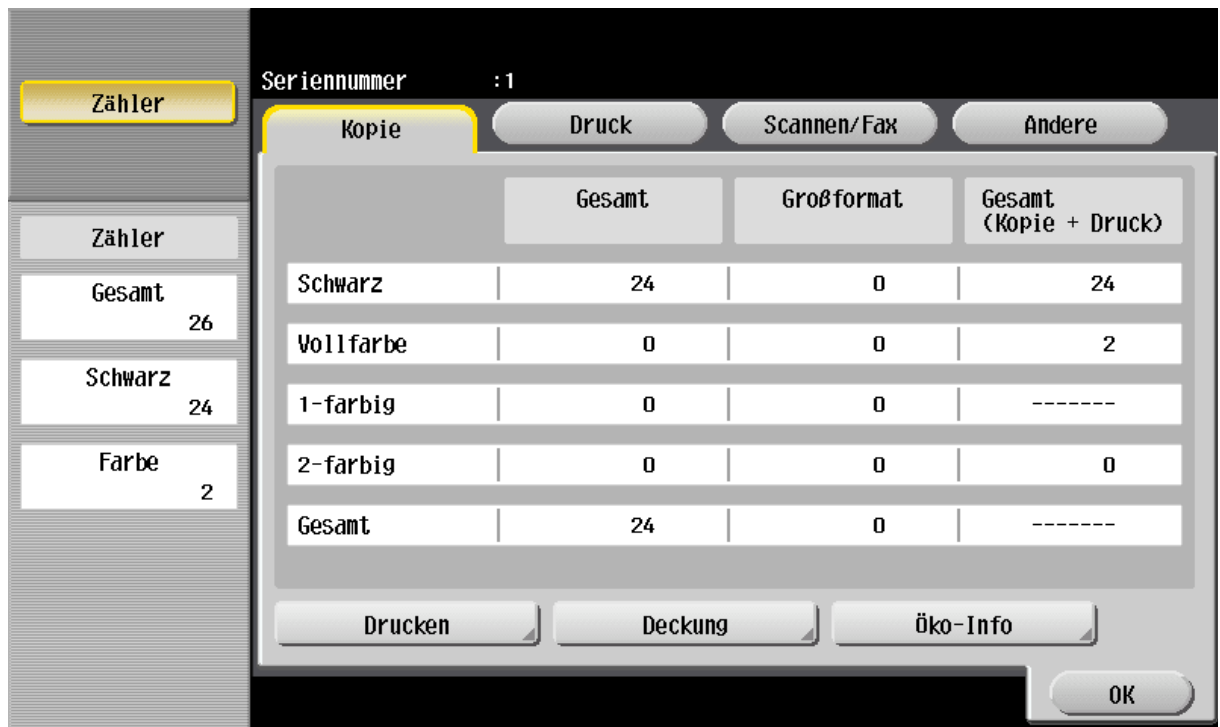 Zähler
Zähler
Gesamt
26
Schwarz
24
Farbe
2
Seriennummer :1
Kopie Druck Scannen/Fax Andere
Gesamt Großformat Gesamt
(Kopie + Druck)
Schwarz 24 0 24
Vollfarbe 0 0 2
1-farbig 0 0 -------
2-farbig 0 0 0
Gesamt 24 0 -------
Drucken Deckung Öko-Info
OK